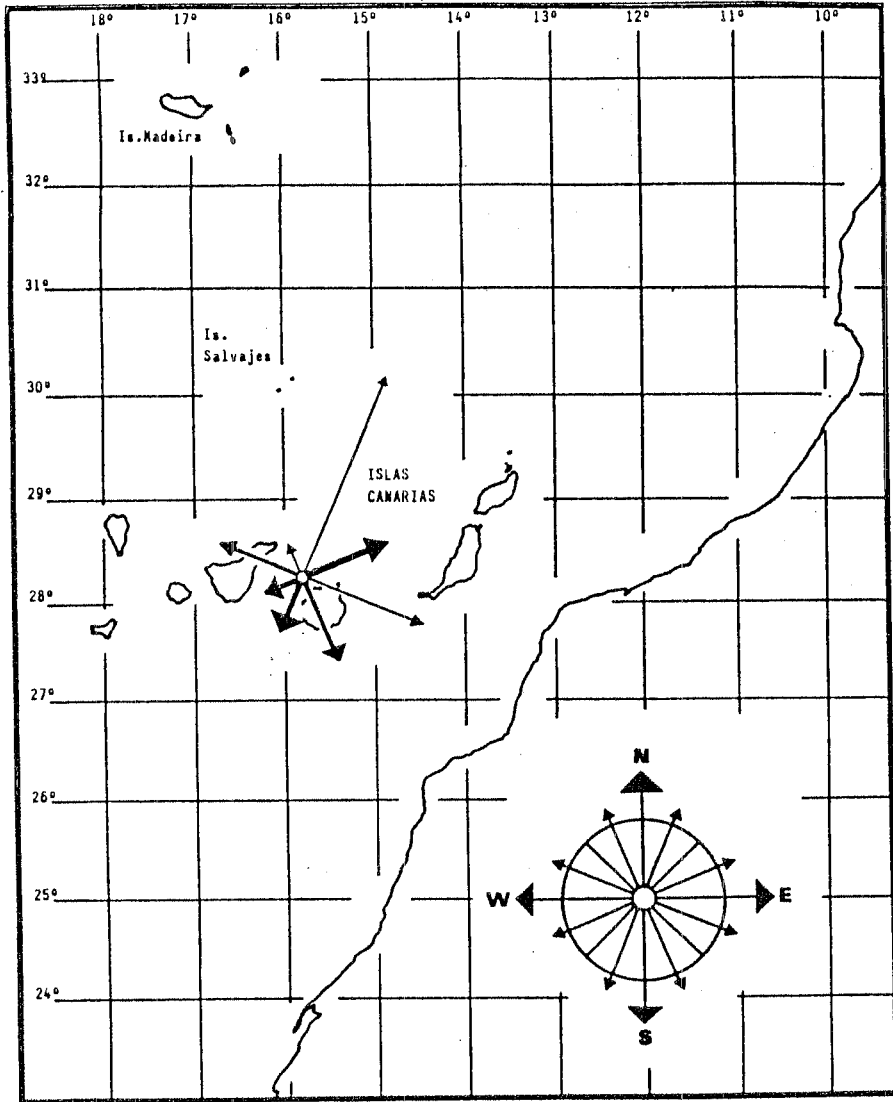 18º 17º 16º 15º 14º 13º 12º 11º 10º
33º
Is.Madeira
32º
31º
Is.
Salvajes
30º
ISLAS
CANARIAS
29º
28º
27º
N
26º
25º
W E
24º
S